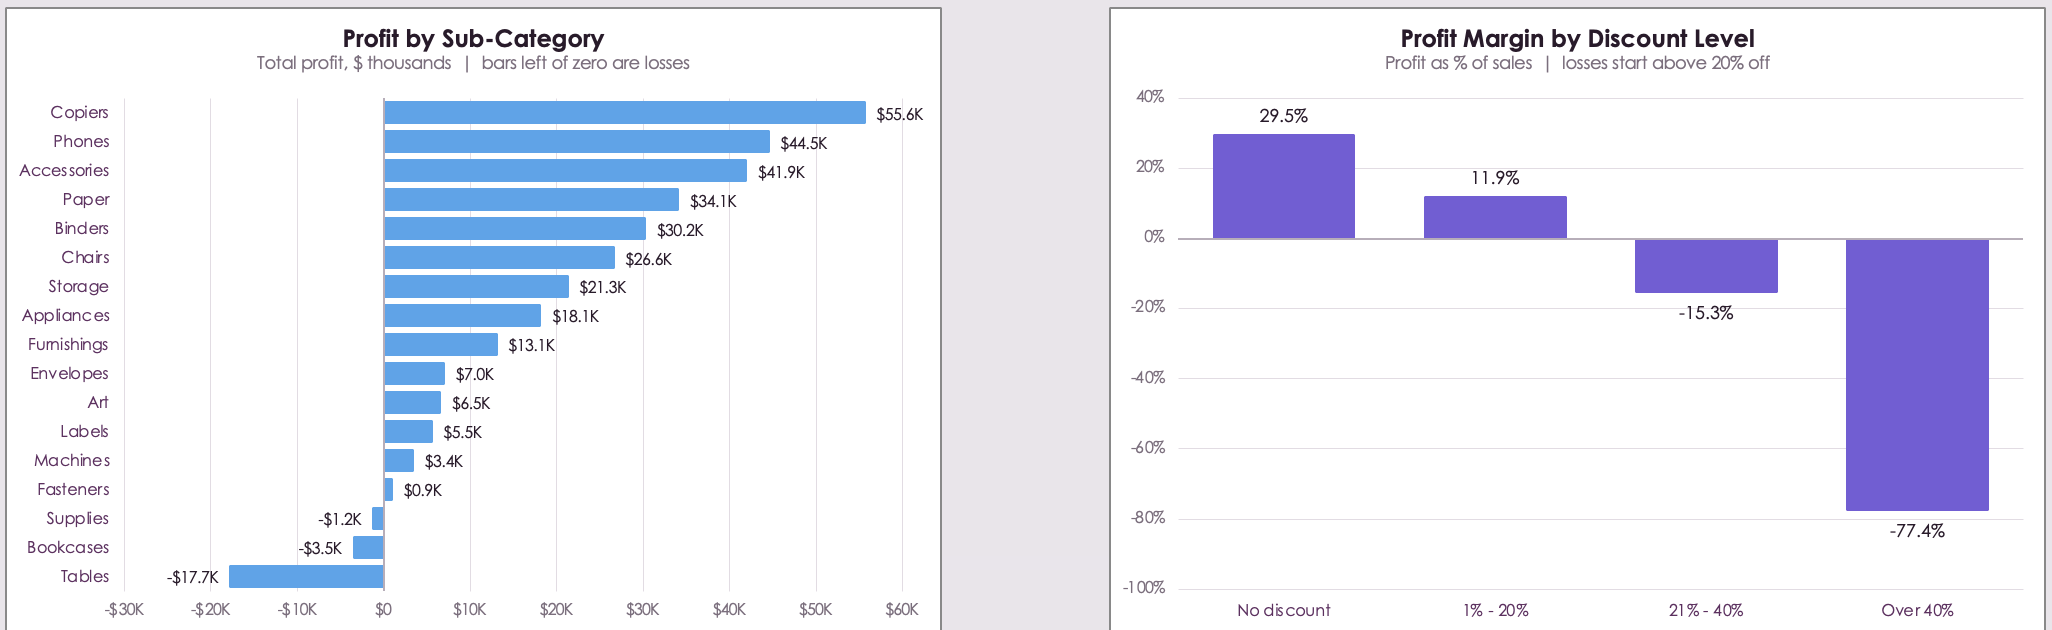 Profit by Sub-Category
Total profit, $ thousands | bars left of zero are losses
Copiers $55.6K
Phones $44.5K
Accessories $41.9K
Paper $34.1K
Binders $30.2K
Chairs $26.6K
Storage $21.3K
Appliances $18.1K
Furnishings $13.1K
Envelopes $7.0K
Art $6.5K
Labels $5.5K
Machines $3.4K
Fasteners $0.9K
Supplies -$1.2K
Bookcases -$3.5K
Tables -$17.7K
-$30K -$20K -$10K $0 $10K $20K $30K $40K $50K $60K
Profit Margin by Discount Level
Profit as % of sales | losses start above 20% off
40%
29.5%
20%
11.9%
0%
-20%
-15.3%
-40%
-60%
-80%
-77.4%
-100%
No discount 1% - 20% 21% - 40% Over 40%